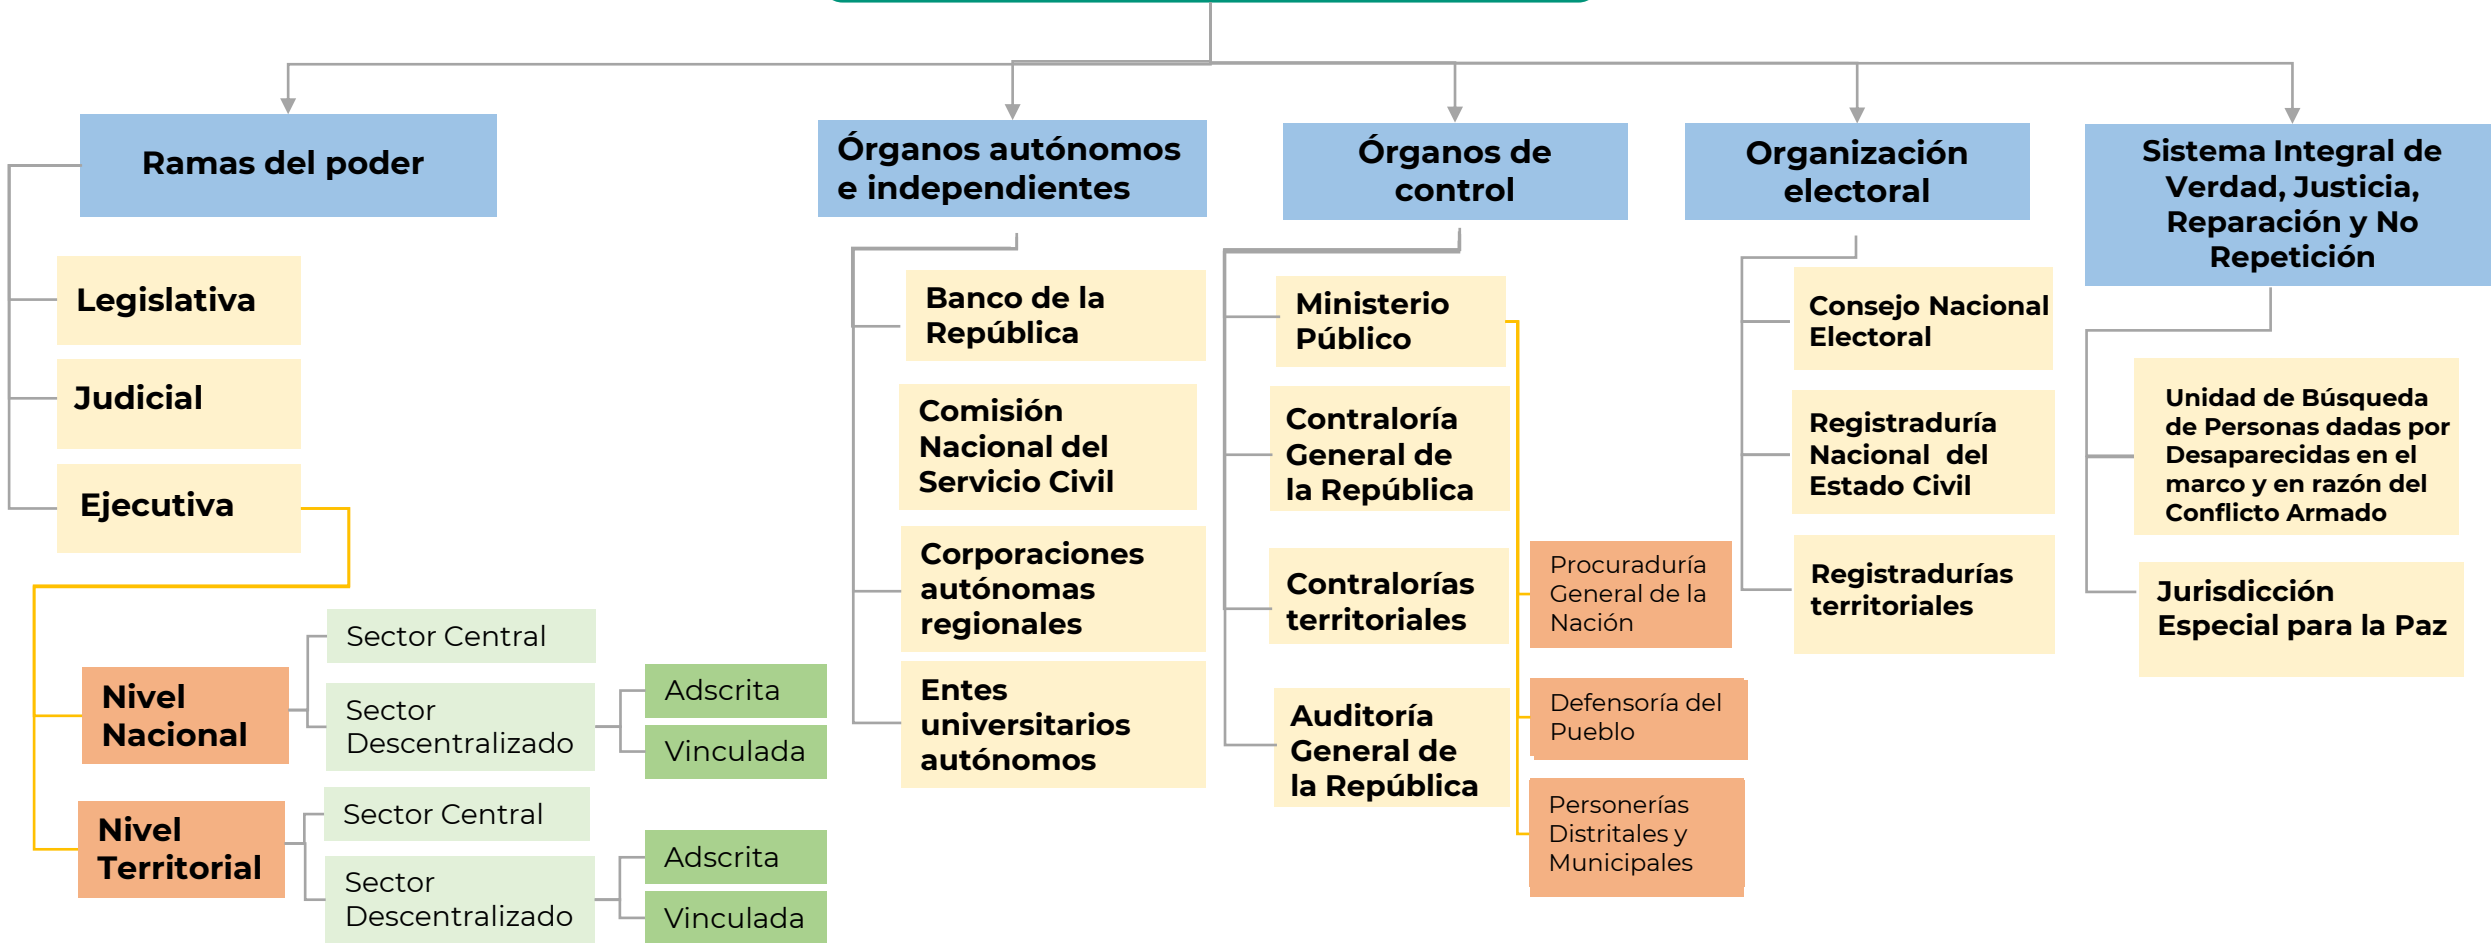 Ramas del poder
Legislativa
Judicial
Ejecutiva
Nivel
Nacional
Sector Central
Sector
Descentralizado
Adscrita
Vinculada
Nivel
Territorial
Sector Central
Sector
Descentralizado
Adscrita
Vinculada
Órganos autónomos
e independientes
Banco de la
República
Comisión
Nacional del
Servicio Civil
Corporaciones
autónomas
regionales
Entes
universitarios
autónomos
Órganos de
control
Ministerio
Público
Contraloría
General de
la República
Contralorías
territoriales
Auditoría
General de
la República
Procuraduría
General de la
Nación
Defensoría del
Pueblo
Personerías
Distritales y
Municipales
Organización
electoral
Consejo Nacional
Electoral
Registraduría
Nacional del
Estado Civil
Registradurías
territoriales
Sistema Integral de
Verdad, Justicia,
Reparación y No
Repetición
Unidad de Búsqueda
de Personas dadas por
Desaparecidas en el
marco y en razón del
Conflicto Armado
Jurisdicción
Especial para la Paz